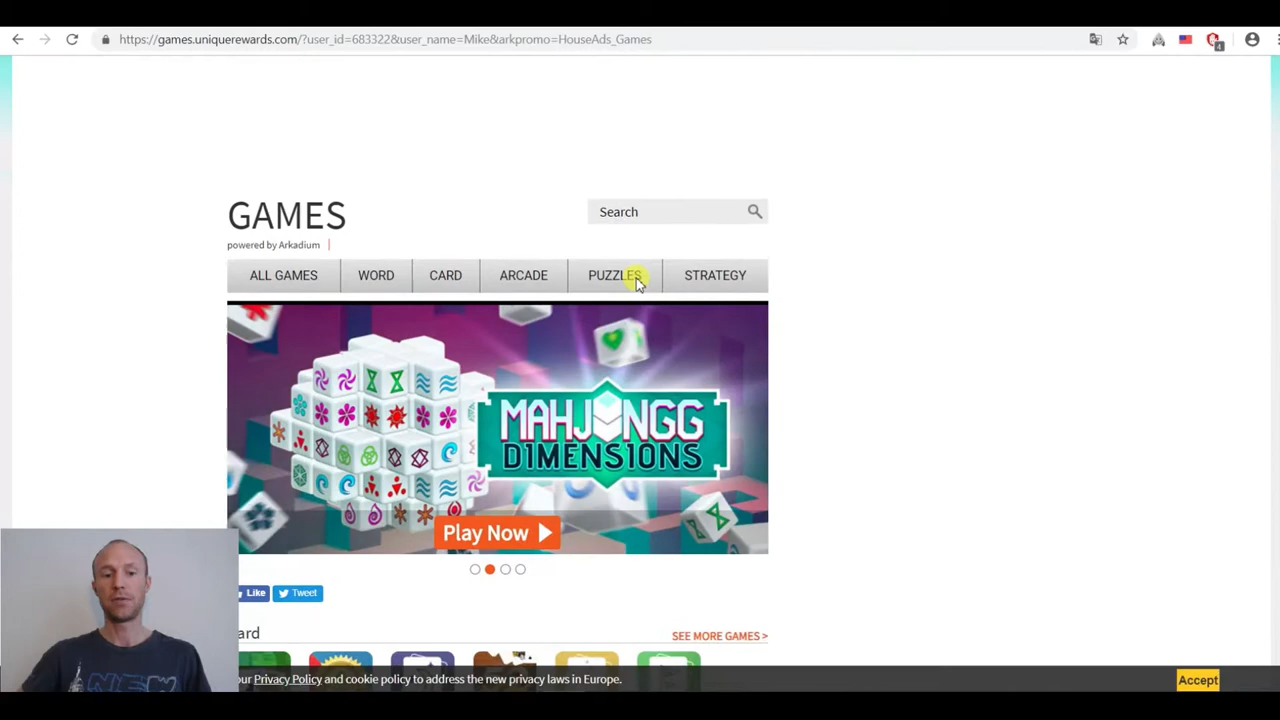 https://games.uniquerewards.com/?user_id=683322&user_name=Mike&arkpromo=HouseAds_Games
4
GAMES
Search
powered by Arkadium
ALL GAMES WORD CARD ARCADE PUZZLES STRATEGY
MAHJONGG
DIMENSIONS
Play Now
Like Tweet
ard
SEE MORE GAMES >
our Privacy Policy and cookie policy to address the new privacy laws in Europe.
Accept
NEW